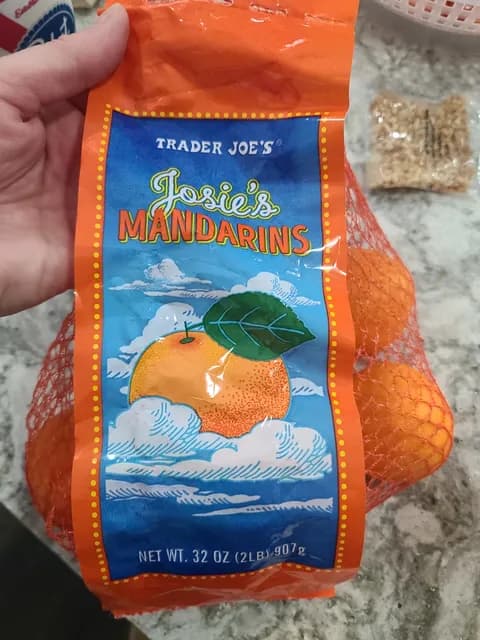 TRADER JOE'S®
Josie's
MANDARINS
NET WT. 32 OZ (2LB) 907g